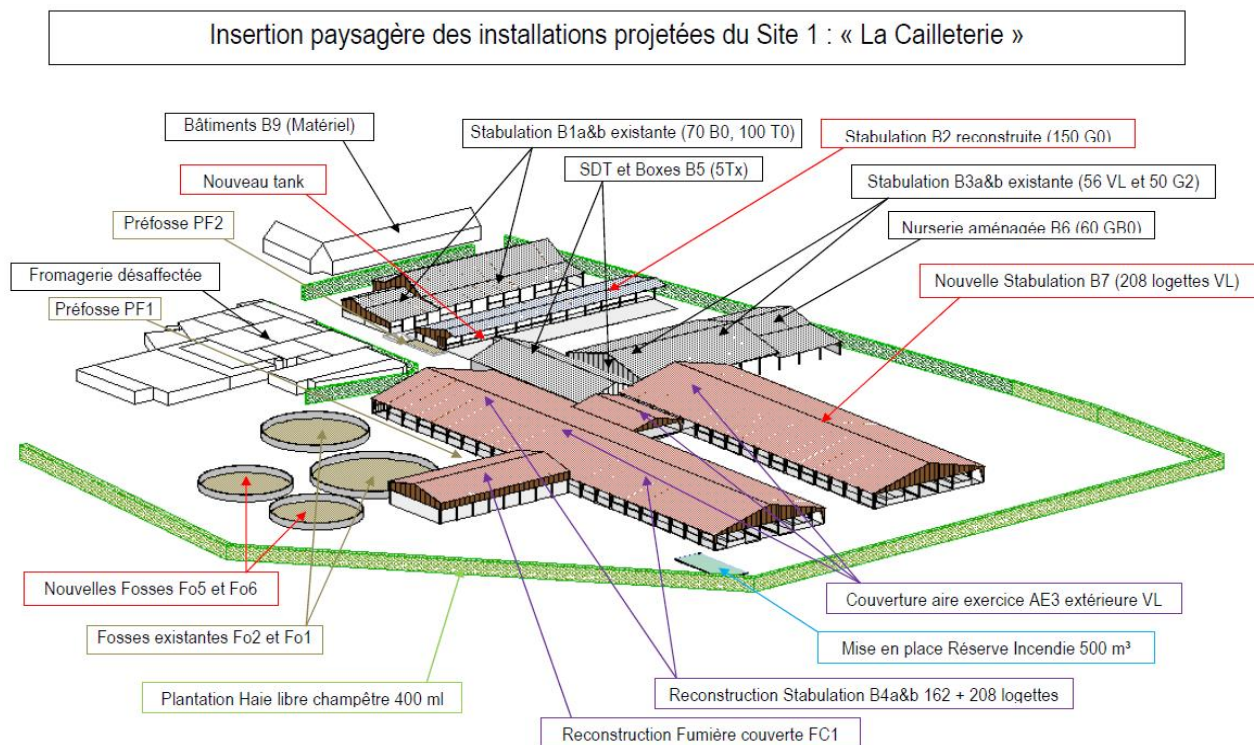 Insertion paysagère des installations projetées du Site 1 : « La Cailleterie »
Bâtiments B9 (Matériel)
Stabulation B1a&b existante (70 B0, 100 T0)
Stabulation B2 reconstruite (150 G0)
Nouveau tank
SDT et Boxes B5 (5Tx)
Stabulation B3a&b existante (56 VL et 50 G2)
Préfosse PF2
Nurserie aménagée B6 (60 GB0)
Fromagerie désaffectée
Nouvelle Stabulation B7 (208 logettes VL)
Préfosse PF1
Nouvelles Fosses Fo5 et Fo6
Couverture aire exercice AE3 extérieure VL
Fosses existantes Fo2 et Fo1
Mise en place Réserve Incendie 500 m³
Plantation Haie libre champêtre 400 ml
Reconstruction Stabulation B4a&b 162 + 208 logettes
Reconstruction Fumière couverte FC1